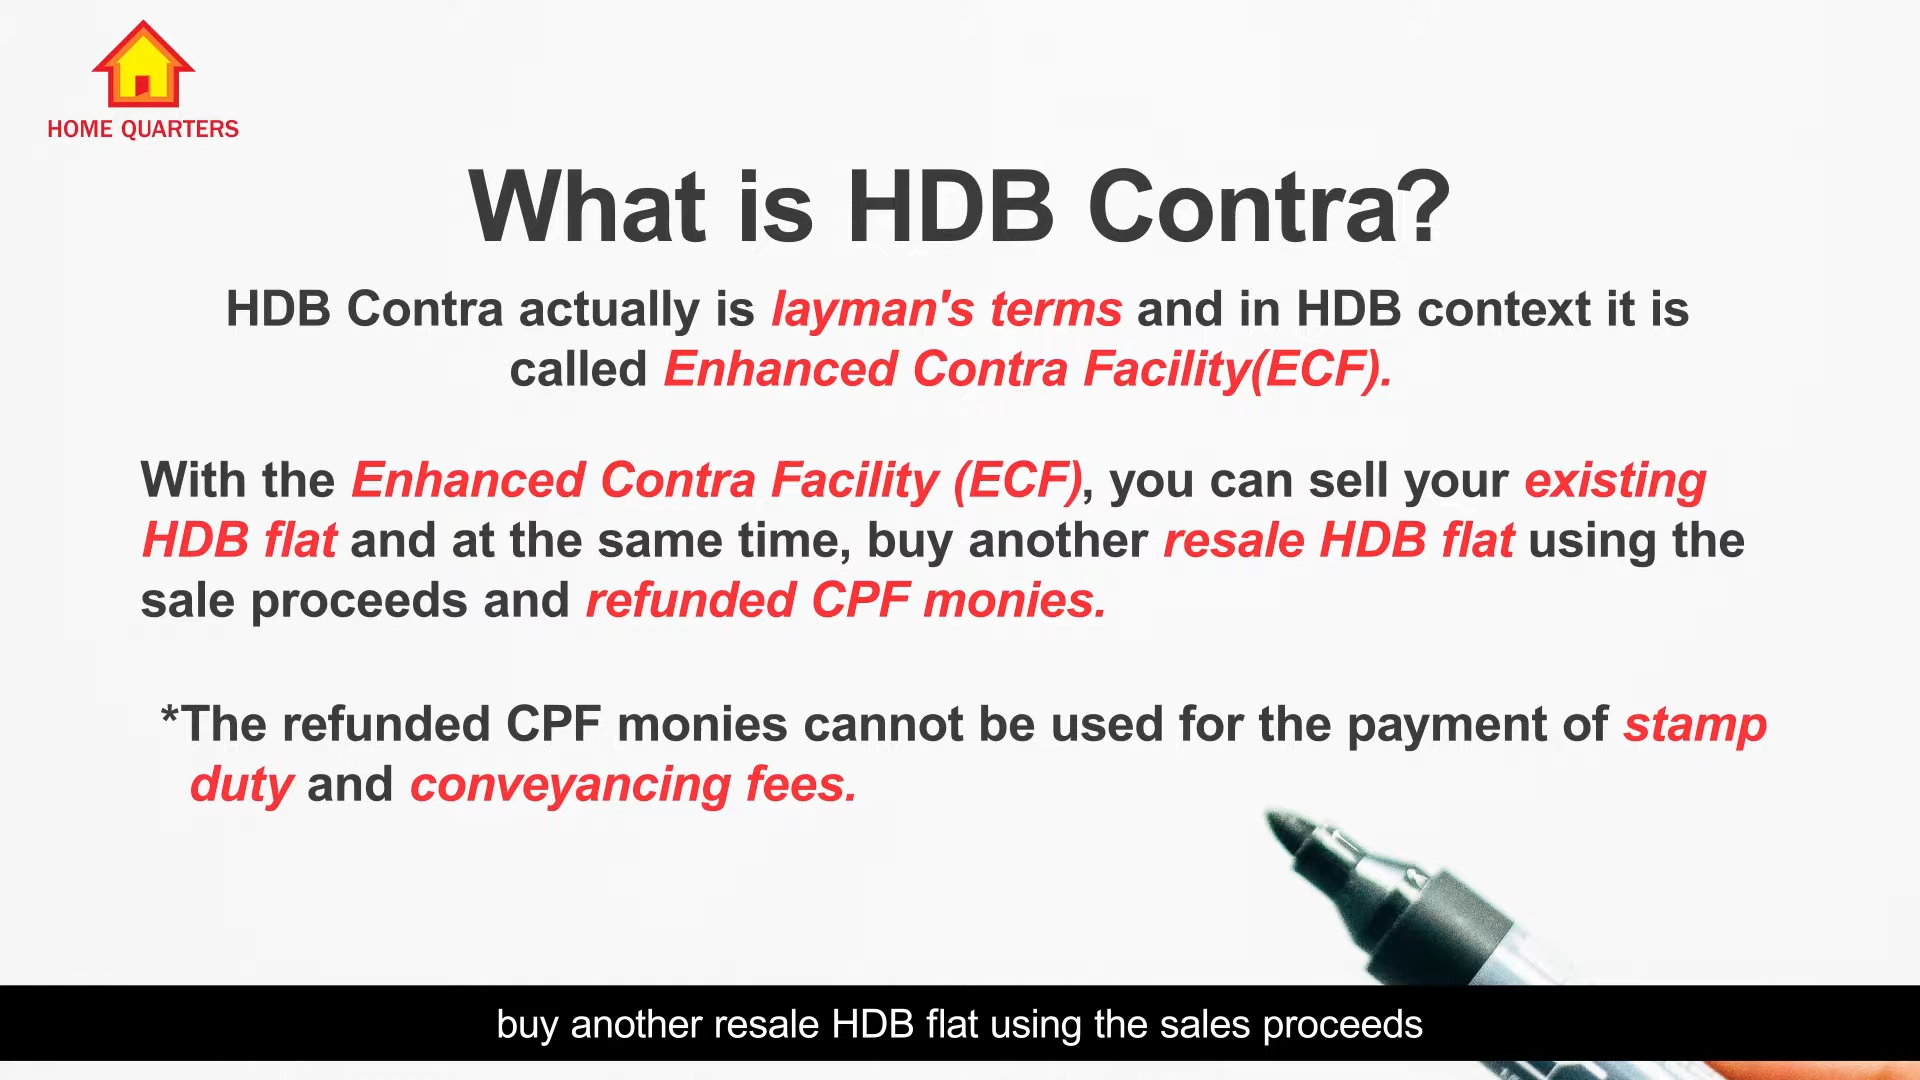 HOME QUARTERS
What is HDB Contra?
HDB Contra actually is layman's terms and in HDB context it is
called Enhanced Contra Facility(ECF).
With the Enhanced Contra Facility (ECF), you can sell your existing
HDB flat and at the same time, buy another resale HDB flat using the
sale proceeds and refunded CPF monies.
*The refunded CPF monies cannot be used for the payment of stamp
duty and conveyancing fees.
buy another resale HDB flat using the sales proceeds